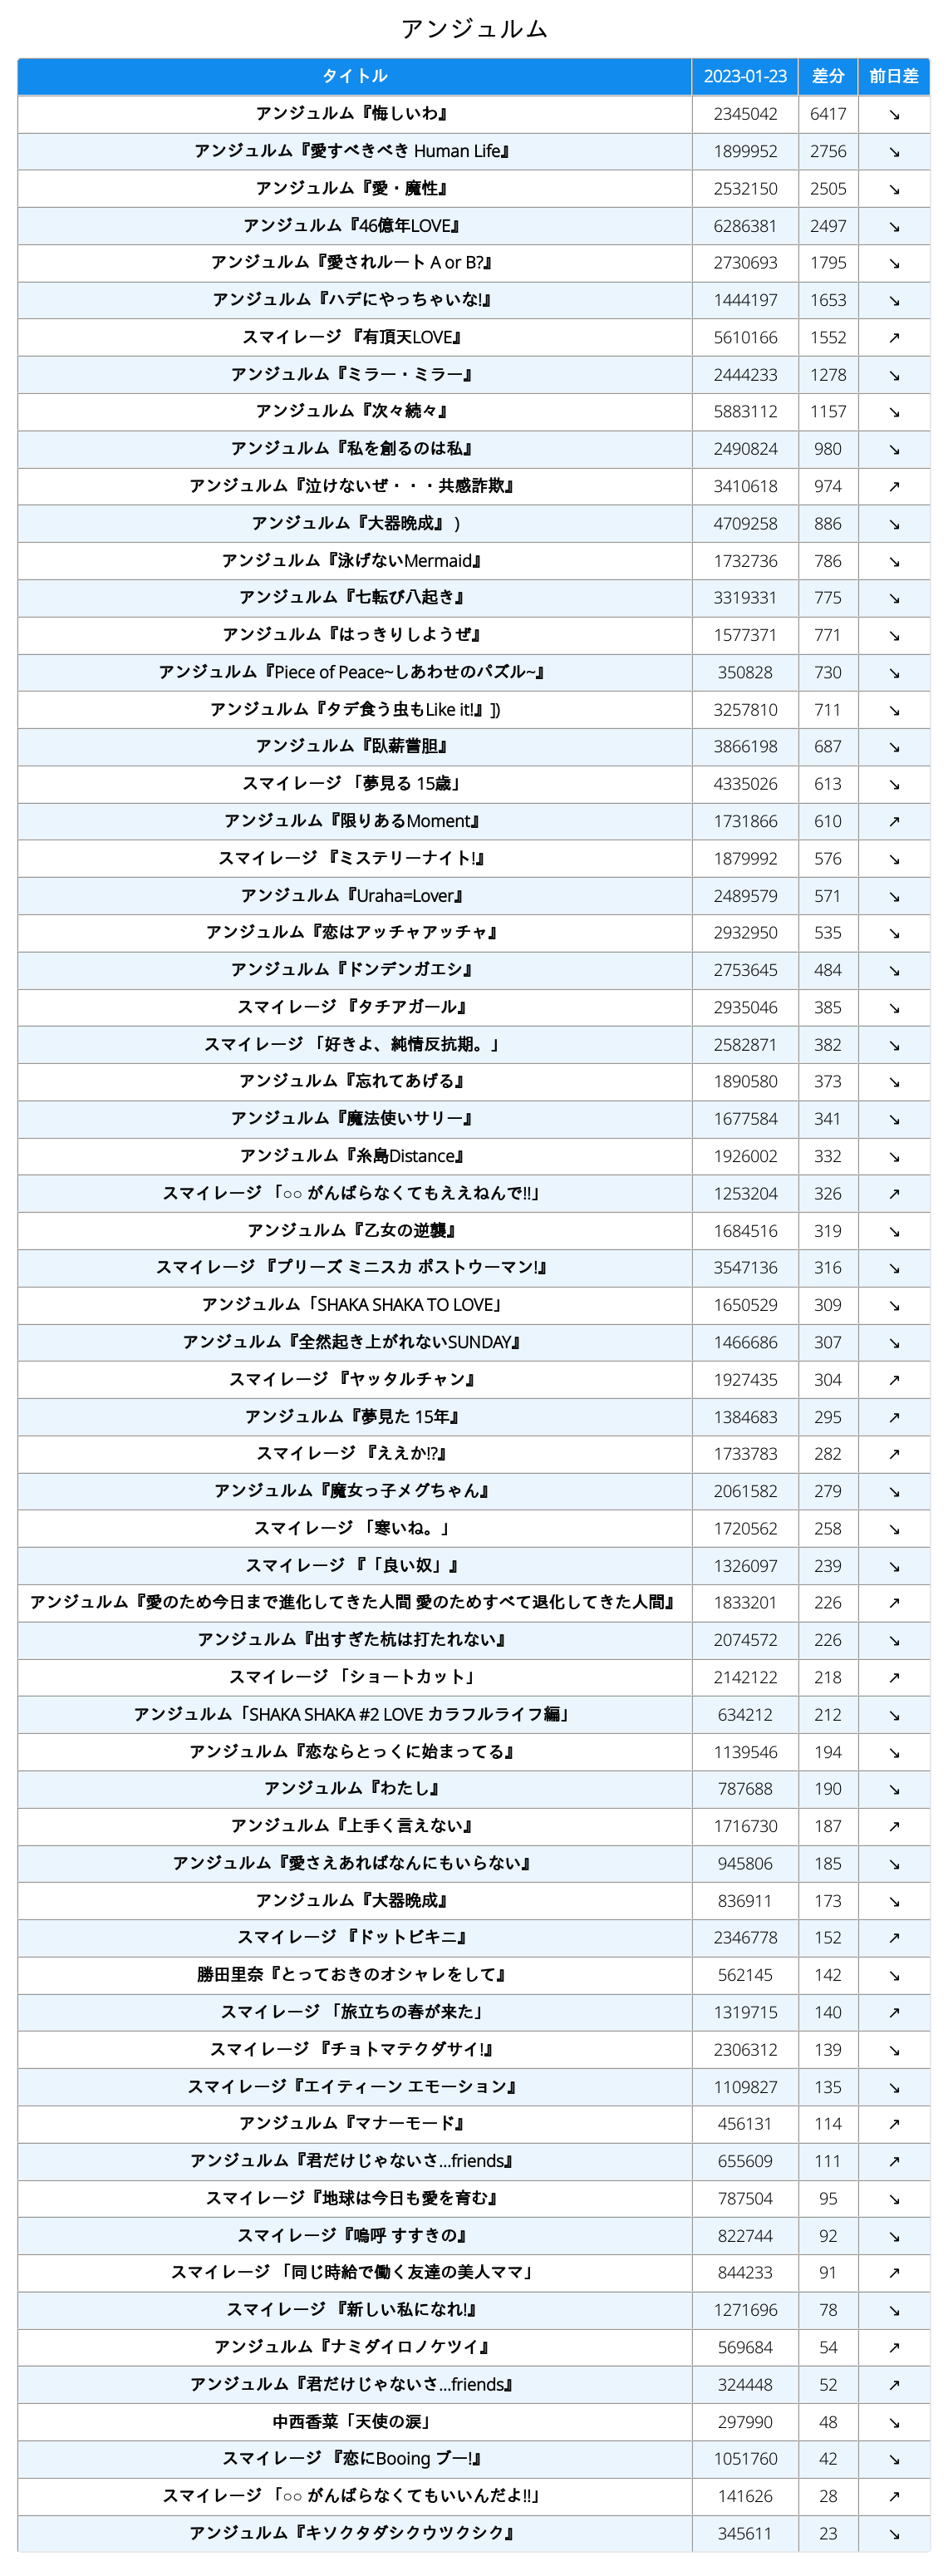 アンジュルム
タイトル 2023-01-23 差分 前日差
アンジュルム『悔しいわ』 2345042 6417 ↘
アンジュルム『愛すべきべき Human Life』 1899952 2756 ↘
アンジュルム『愛・魔性』 2532150 2505 ↘
アンジュルム『46億年LOVE』 6286381 2497 ↘
アンジュルム『愛されルート A or B?』 2730693 1795 ↘
アンジュルム『ハデにやっちゃいな!』 1444197 1653 ↘
スマイレージ 『有頂天LOVE』 5610166 1552 ↗
アンジュルム『ミラー・ミラー』 2444233 1278 ↘
アンジュルム『次々続々』 5883112 1157 ↘
アンジュルム『私を創るのは私』 2490824 980 ↘
アンジュルム『泣けないぜ・・・共感詐欺』 3410618 974 ↗
アンジュルム『大器晩成』 ) 4709258 886 ↘
アンジュルム『泳げないMermaid』 1732736 786 ↘
アンジュルム『七転び八起き』 3319331 775 ↘
アンジュルム『はっきりしようぜ』 1577371 771 ↘
アンジュルム『Piece of Peace~しあわせのパズル~』 350828 730 ↘
アンジュルム『タデ食う虫もLike it!』]) 3257810 711 ↘
アンジュルム『臥薪嘗胆』 3866198 687 ↘
スマイレージ 「夢見る 15歳」 4335026 613 ↘
アンジュルム『限りあるMoment』 1731866 610 ↗
スマイレージ 『ミステリーナイト!』 1879992 576 ↘
アンジュルム『Uraha=Lover』 2489579 571 ↘
アンジュルム『恋はアッチャアッチャ』 2932950 535 ↘
アンジュルム『ドンデンガエシ』 2753645 484 ↘
スマイレージ 『タチアガール』 2935046 385 ↘
スマイレージ 「好きよ、純情反抗期。」 2582871 382 ↘
アンジュルム『忘れてあげる』 1890580 373 ↘
アンジュルム『魔法使いサリー』 1677584 341 ↘
アンジュルム『糸島Distance』 1926002 332 ↘
スマイレージ 「○○ がんばらなくてもええねんで!!」 1253204 326 ↗
アンジュルム『乙女の逆襲』 1684516 319 ↘
スマイレージ 『プリーズ ミニスカ ポストウーマン!』 3547136 316 ↘
アンジュルム「SHAKA SHAKA TO LOVE」 1650529 309 ↘
アンジュルム『全然起き上がれないSUNDAY』 1466686 307 ↘
スマイレージ 『ヤッタルチャン』 1927435 304 ↗
アンジュルム『夢見た 15年』 1384683 295 ↗
スマイレージ 『ええか!?』 1733783 282 ↗
アンジュルム『魔女っ子メグちゃん』 2061582 279 ↘
スマイレージ 「寒いね。」 1720562 258 ↘
スマイレージ 『「良い奴」』 1326097 239 ↘
アンジュルム『愛のため今日まで進化してきた人間 愛のためすべて退化してきた人間』 1833201 226 ↗
アンジュルム『出すぎた杭は打たれない』 2074572 226 ↘
スマイレージ 「ショートカット」 2142122 218 ↗
アンジュルム「SHAKA SHAKA #2 LOVE カラフルライフ編」 634212 212 ↘
アンジュルム『恋ならとっくに始まってる』 1139546 194 ↘
アンジュルム『わたし』 787688 190 ↘
アンジュルム『上手く言えない』 1716730 187 ↗
アンジュルム『愛さえあればなんにもいらない』 945806 185 ↘
アンジュルム『大器晩成』 836911 173 ↘
スマイレージ 『ドットビキニ』 2346778 152 ↗
勝田里奈『とっておきのオシャレをして』 562145 142 ↘
スマイレージ 「旅立ちの春が来た」 1319715 140 ↗
スマイレージ 『チョトマテクダサイ!』 2306312 139 ↘
スマイレージ『エイティーン エモーション』 1109827 135 ↘
アンジュルム『マナーモード』 456131 114 ↗
アンジュルム『君だけじゃないさ...friends』 655609 111 ↗
スマイレージ『地球は今日も愛を育む』 787504 95 ↘
スマイレージ『嗚呼 すすきの』 822744 92 ↘
スマイレージ 「同じ時給で働く友達の美人ママ」 844233 91 ↗
スマイレージ 『新しい私になれ!』 1271696 78 ↘
アンジュルム『ナミダイロノケツイ』 569684 54 ↗
アンジュルム『君だけじゃないさ...friends』 324448 52 ↗
中西香菜「天使の涙」 297990 48 ↘
スマイレージ 『恋にBooing ブー!』 1051760 42 ↘
スマイレージ 「○○ がんばらなくてもいいんだよ!!」 141626 28 ↗
アンジュルム『キソクタダシクウツクシク』 345611 23 ↘